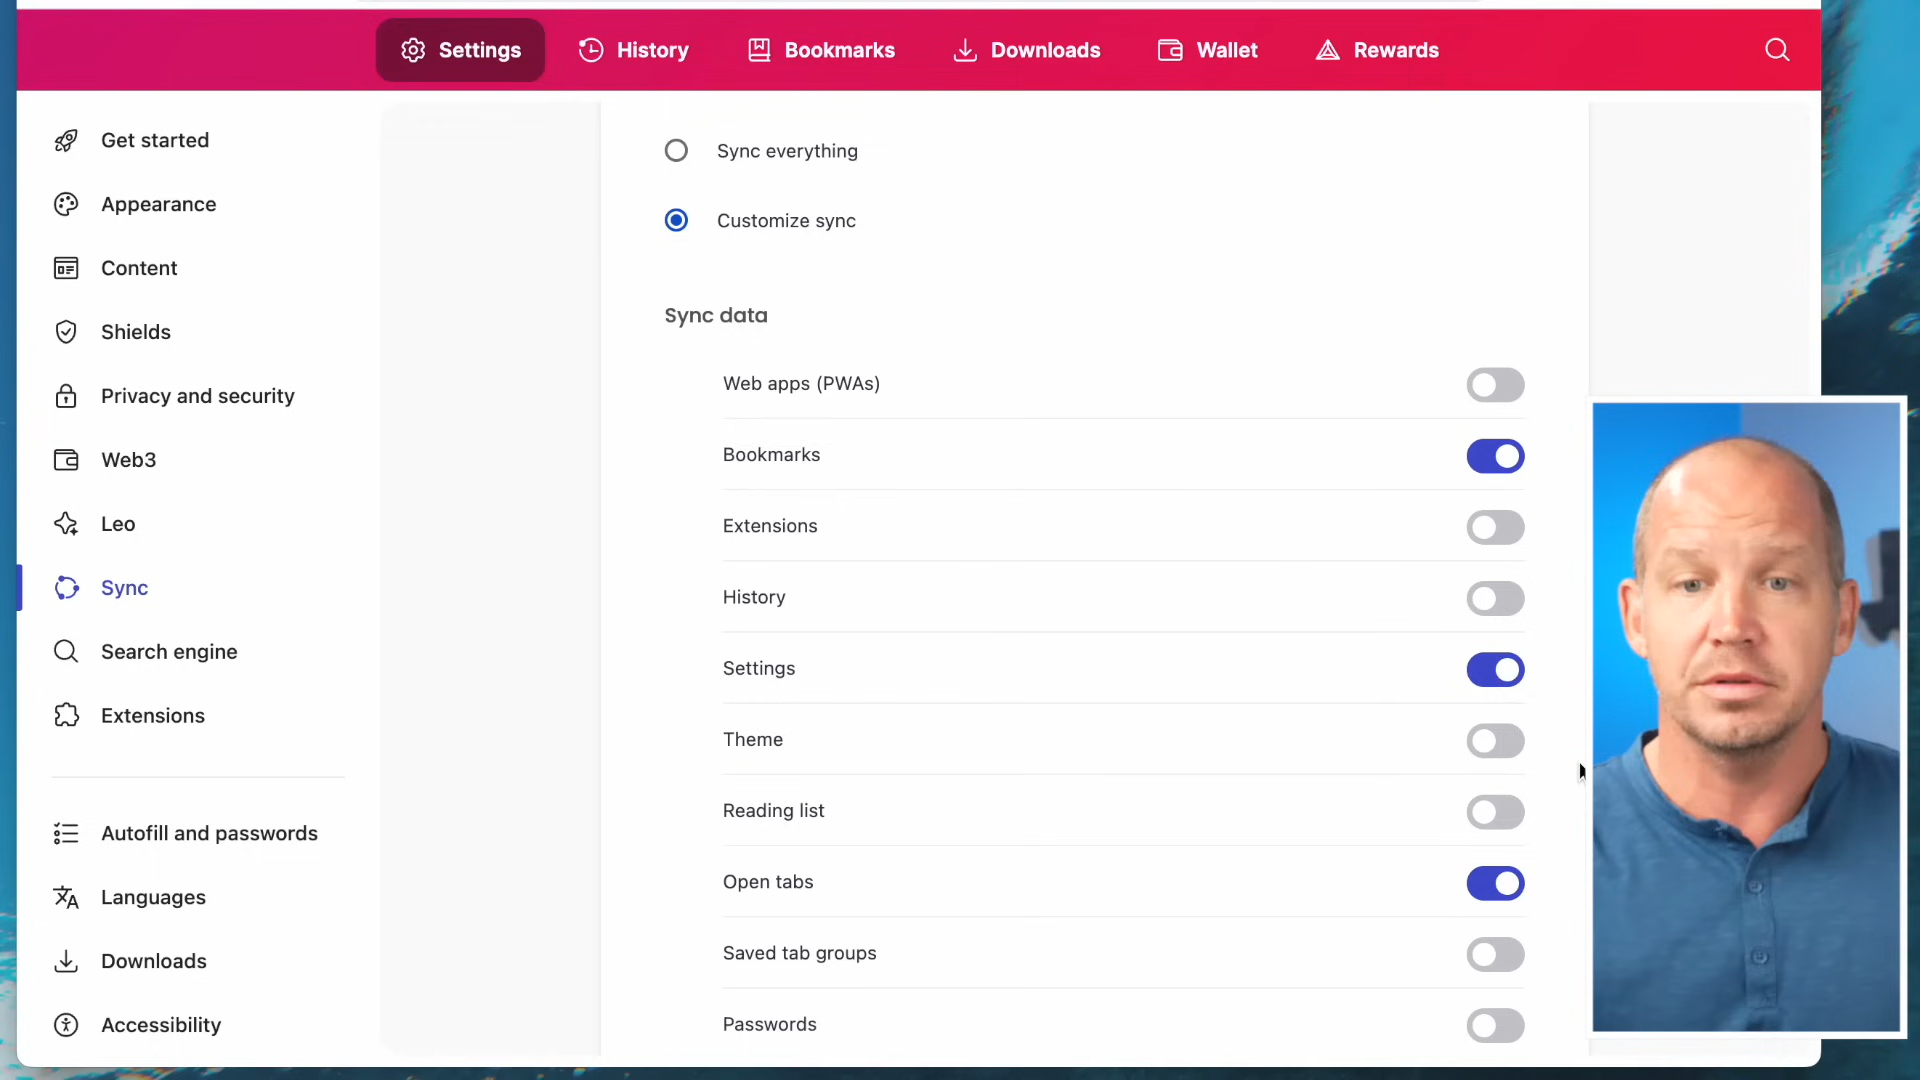 Settings
History
Bookmarks
Downloads
Wallet
Rewards
Get started
Appearance
Content
Shields
Privacy and security
Web3
Leo
Sync
Search engine
Extensions
Autofill and passwords
Languages
Downloads
Accessibility
Sync everything
Customize sync
Sync data
Web apps (PWAs)
Bookmarks
Extensions
History
Settings
Theme
Reading list
Open tabs
Saved tab groups
Passwords